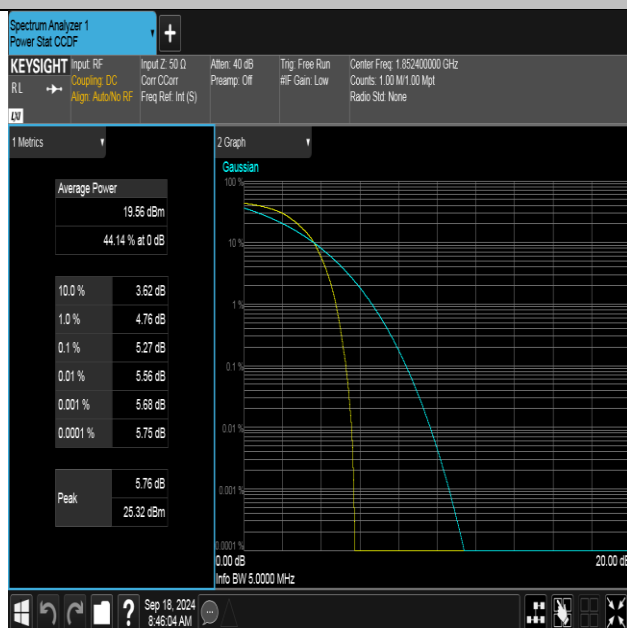 Spectrum Analyzer 1
Power Stat CCDF
+
KEYSIGHT
RL
LXI
Input: RF
Coupling: DC
Align: Auto/No RF
Input Z: 50 Ω
Corr CCorr
Freq Ref: Int (S)
Atten: 40 dB
Preamp: Off
Trig: Free Run
#IF Gain: Low
Center Freq: 1.852400000 GHz
Counts: 1.00 M/1.00 Mpt
Radio Std: None
1 Metrics
Average Power
19.56 dBm
44.14 % at 0 dB
10.0 % 3.62 dB
1.0 % 4.76 dB
0.1 % 5.27 dB
0.01 % 5.56 dB
0.001 % 5.68 dB
0.0001 % 5.75 dB
Peak
5.76 dB
25.32 dBm
2 Graph
Gaussian
100 %
10 %
1 %
0.1 %
0.01 %
0.001 %
0.0001 %
0.00 dB
20.00 dB
Info BW 5.0000 MHz
?
Sep 18, 2024
8:46:04 AM